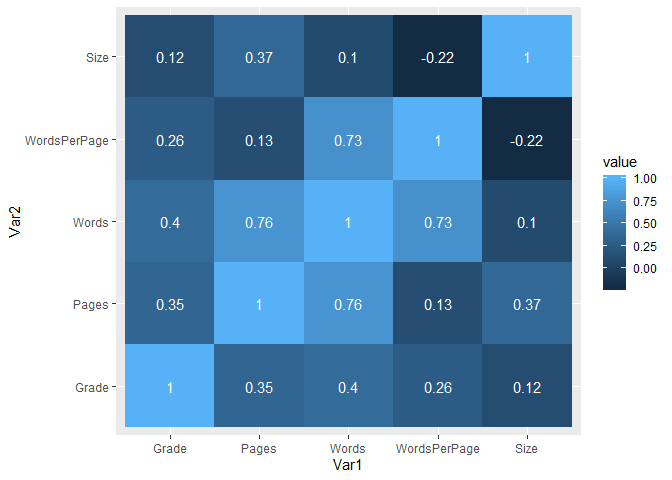 Size 0.12 0.37 0.1 -0.22 1
WordsPerPage 0.26 0.13 0.73 1 -0.22
Words 0.4 0.76 1 0.73 0.1
Pages 0.35 1 0.76 0.13 0.37
Grade 1 0.35 0.4 0.26 0.12
Grade Pages Words WordsPerPage Size
Var1
Var2
value
1.00
0.75
0.50
0.25
0.00